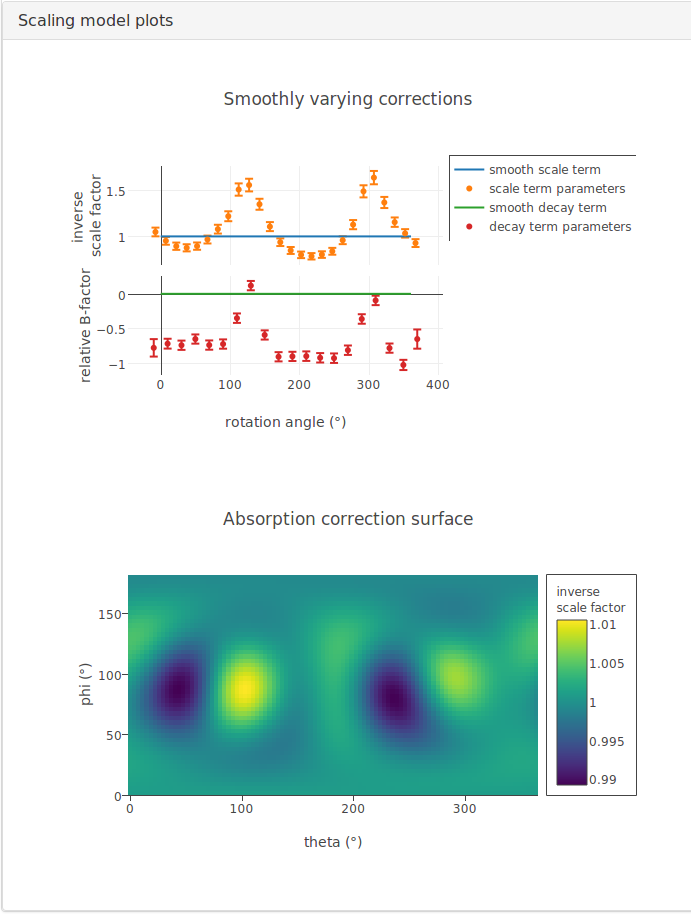 Scaling model plots
Smoothly varying corrections
inverse
scale factor
1.5
1
smooth scale term
scale term parameters
smooth decay term
decay term parameters
relative B-factor
0
−0.5
−1
0 100 200 300 400
rotation angle (°)
Absorption correction surface
phi (°)
150
100
50
0
0 100 200 300
theta (°)
inverse
scale factor
1.01
1.005
1
0.995
0.99